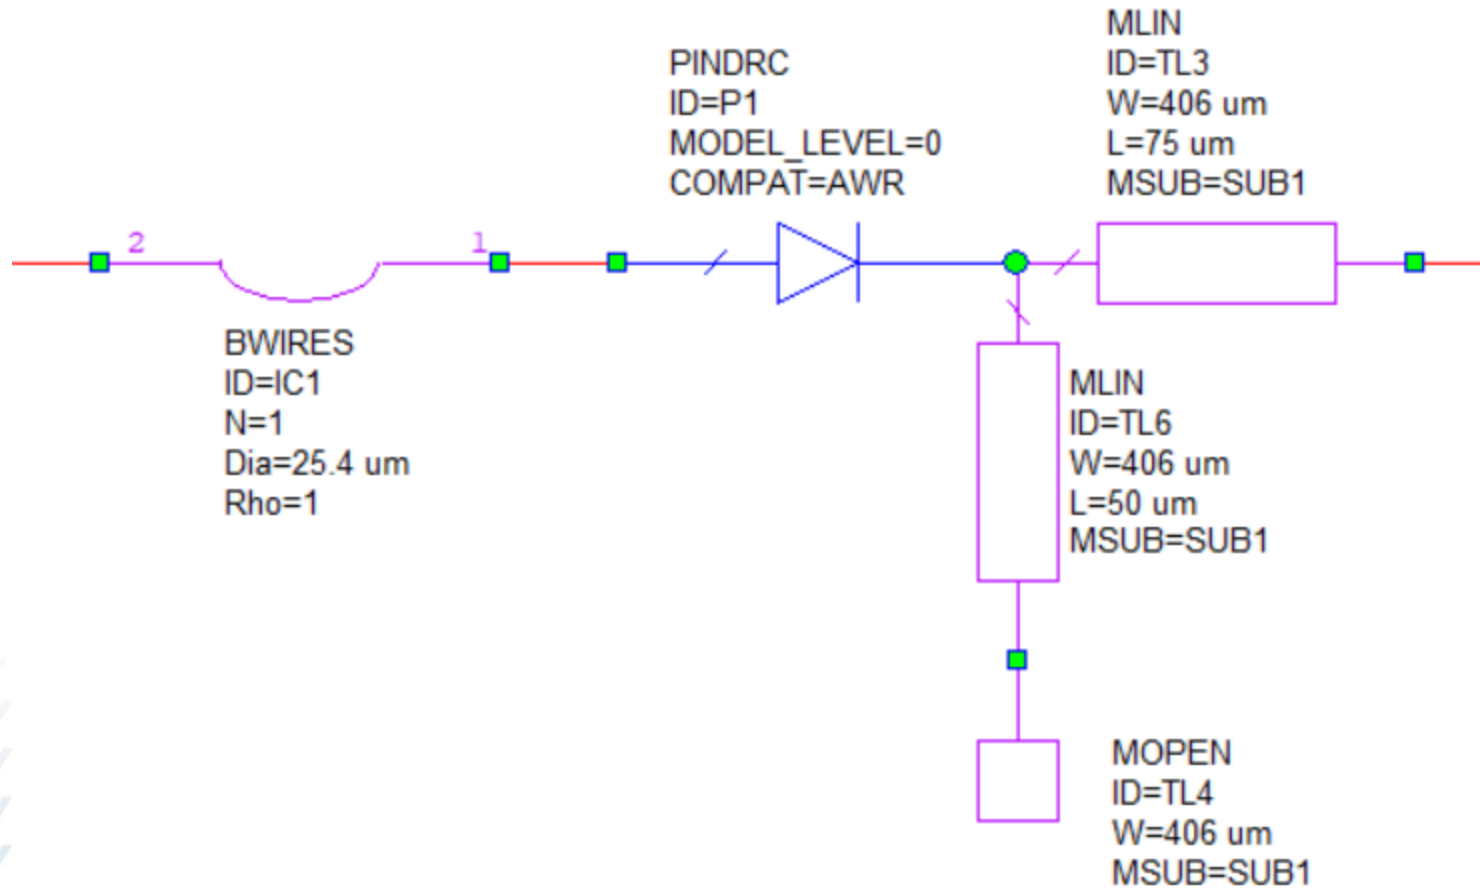 MLIN
ID=TL3
W=406 um
L=75 um
MSUB=SUB1
PINDRC
ID=P1
MODEL_LEVEL=0
COMPAT=AWR
2
1
BWIRES
ID=IC1
N=1
Dia=25.4 um
Rho=1
MLIN
ID=TL6
W=406 um
L=50 um
MSUB=SUB1
MOPEN
ID=TL4
W=406 um
MSUB=SUB1